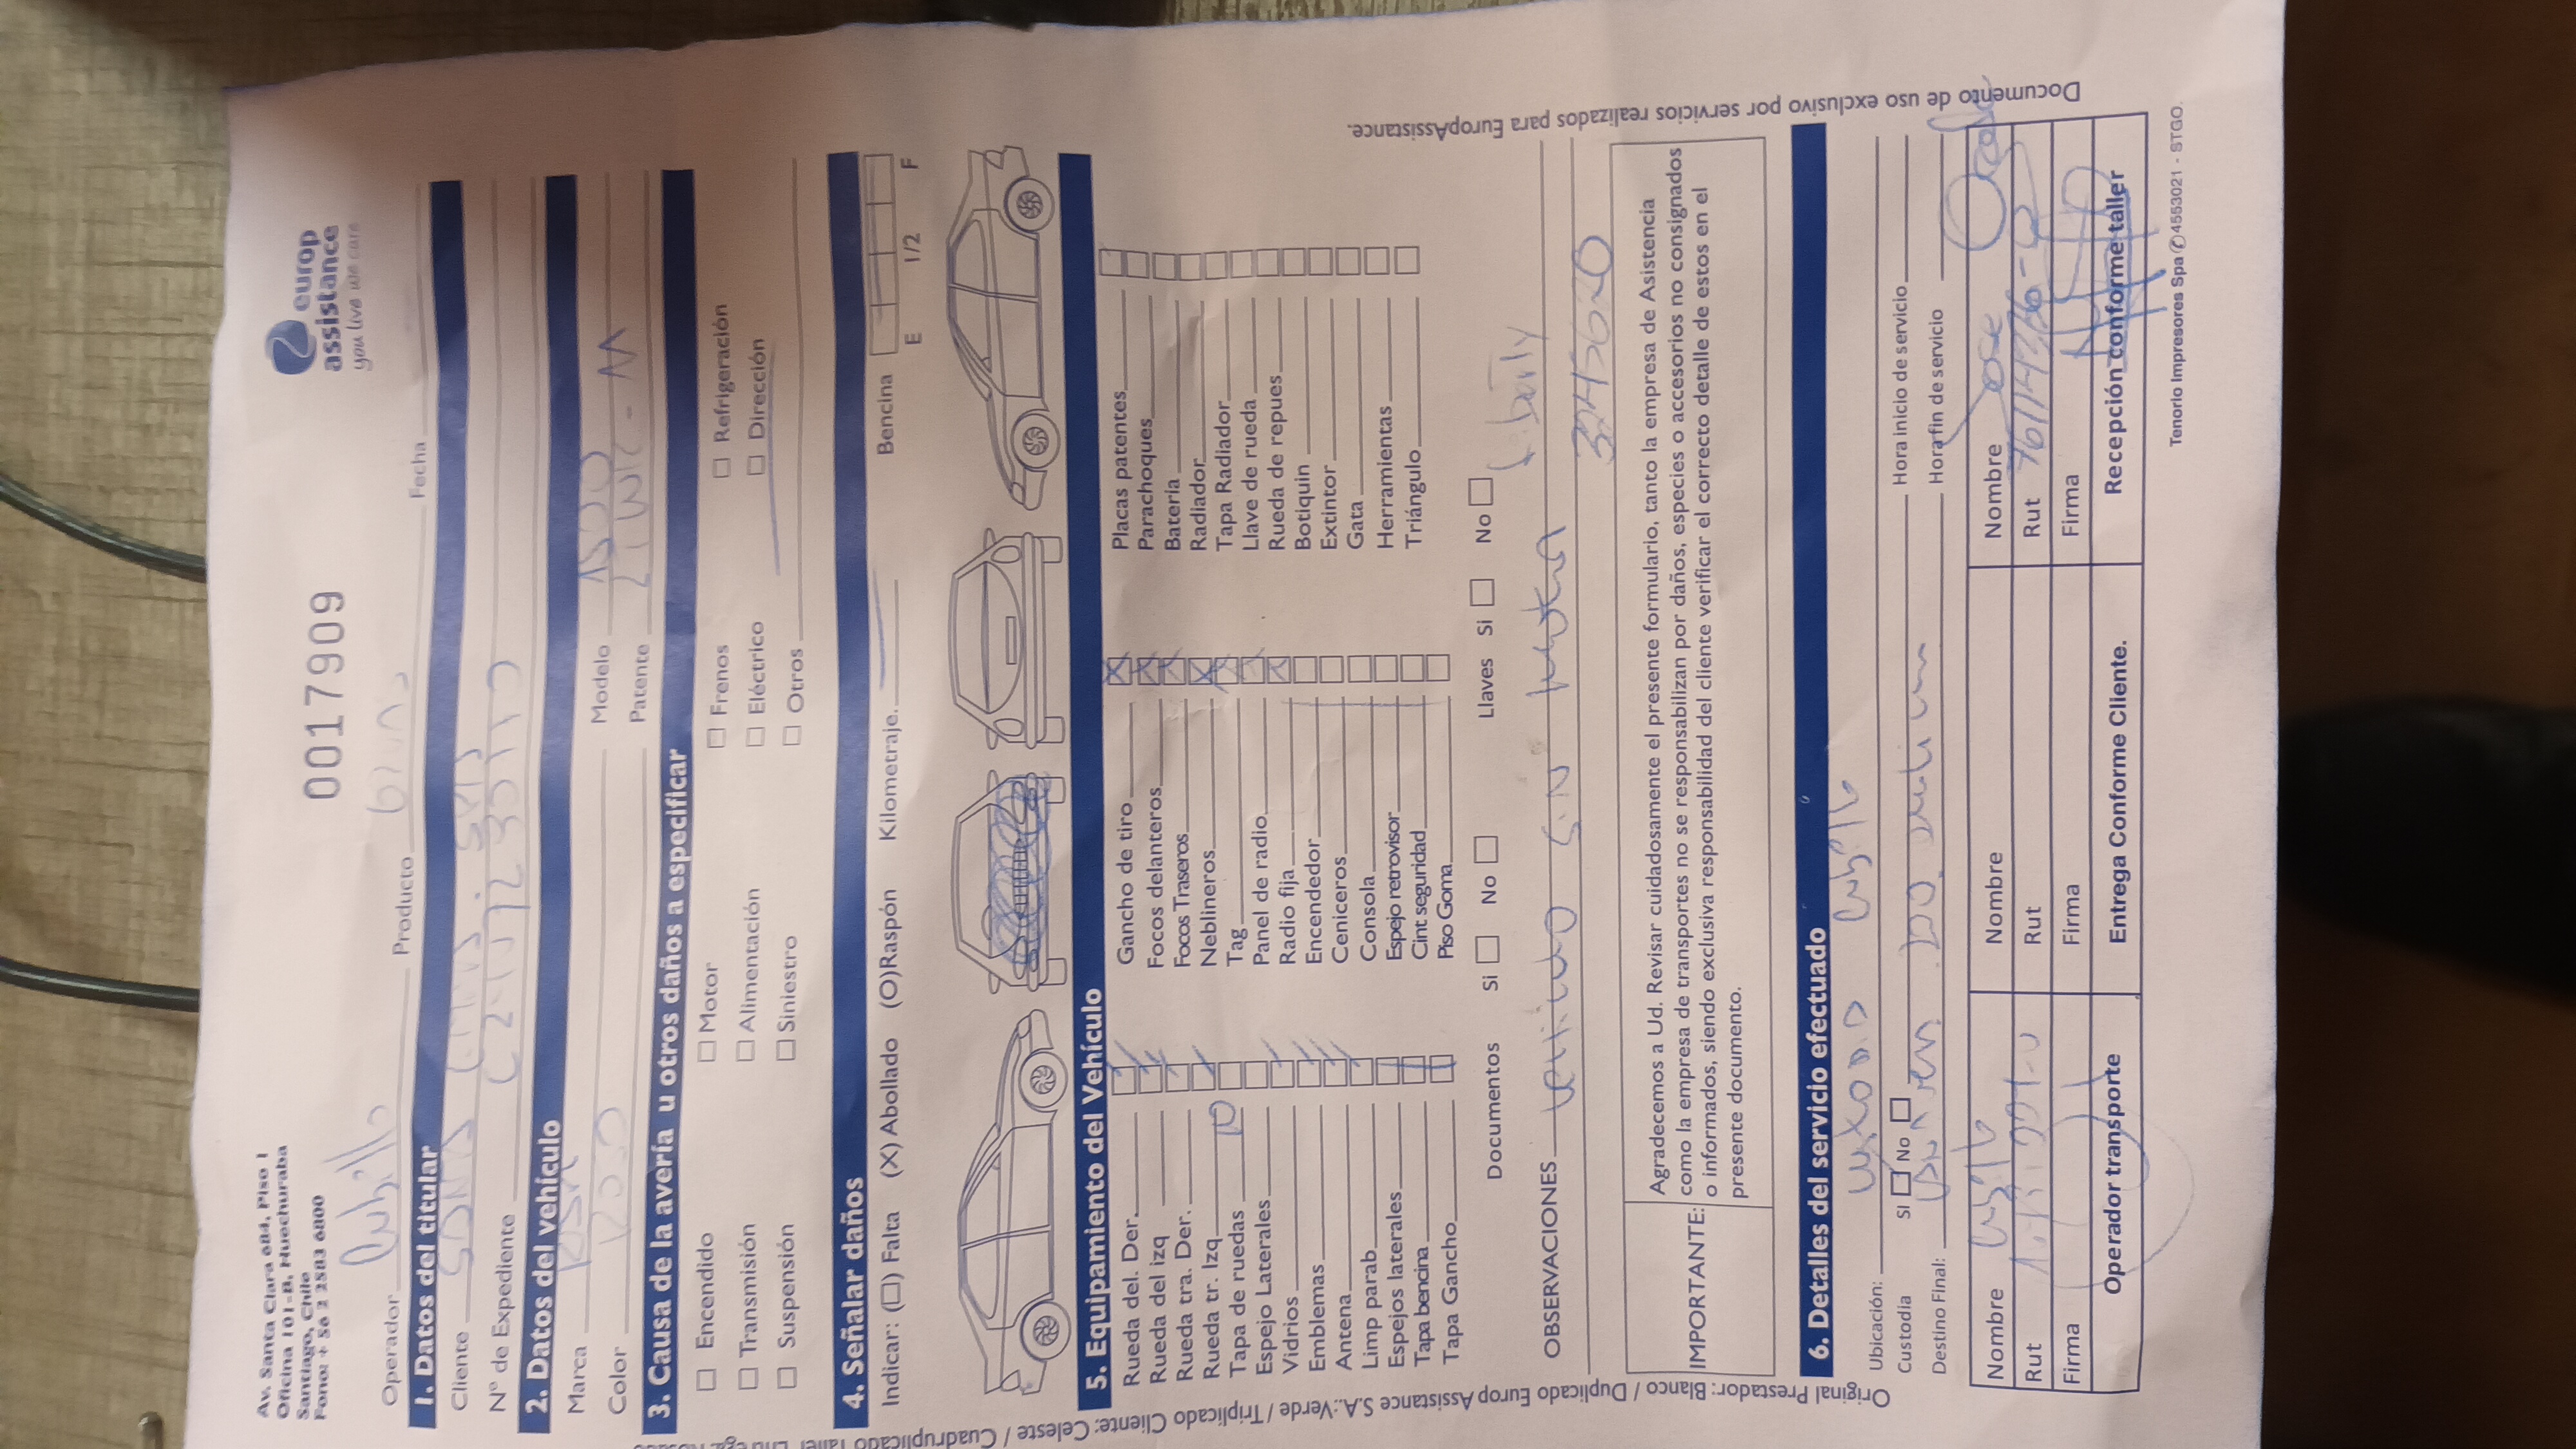 Av. Santa Clara 684, Piso 1
Oficina 101-B, Huechuraba
Santiago, Chile
Fono: + 56 2 2583 6800
europ
assistance
you live we care
0017909
Operador Producto Fecha
1. Datos del titular
Cliente
N° de Expediente
2. Datos del vehículo
Marca Modelo 1500
Color Patente
3. Causa de la avería u otros daños a especificar
Encendido Motor Frenos Refrigeración
Transmisión Alimentación Eléctrico Dirección
Suspensión Siniestro Otros
4. Señalar daños
Indicar: (□) Falta (X) Abollado (O)Raspón Kilometraje. Bencina E 1/2 F
5. Equipamiento del Vehículo
Rueda del. Der. Gancho de tiro Placas patentes
Rueda del izq Focos delanteros Parachoques
Rueda tra. Der. Focos Traseros Batería
Rueda tr. Izq Neblineros Radiador
Tapa de ruedas Tag Tapa Radiador
Espejo Laterales Panel de radio Llave de rueda
Vidrios Radio fija Rueda de repues
Emblemas Encendedor Botiquin
Antena Ceniceros Extintor
Limp parab Consola Gata
Espejos laterales Espejo retrovisor Herramientas
Tapa bencina Cint seguridad Triángulo
Tapa Gancho Piso Goma
Documentos Si No Llaves Si No
OBSERVACIONES
IMPORTANTE:
Agradecemos a Ud. Revisar cuidadosamente el presente formulario, tanto la empresa de Asistencia
como la empresa de transportes no se responsabilizan por daños, especies o accesorios no consignados
o informados, siendo exclusiva responsabilidad del cliente verificar el correcto detalle de estos en el
presente documento.
6. Detalles del servicio efectuado
Ubicación:
Custodia SI No Hora inicio de servicio
Destino Final: Hora fin de servicio
Nombre Nombre Nombre Jose
Rut Rut Rut
Firma Firma Firma
Operador transporte Entrega Conforme Cliente. Recepción conforme taller
Tenorio Impresores Spa ✆4553021 - STGO.
Original Prestador: Blanco / Duplicado Europ Assistance S.A.: Verde / Triplicado Cliente: Celeste / Cuadruplicado
Documento de uso exclusivo por servicios realizados para EuropAssistance.